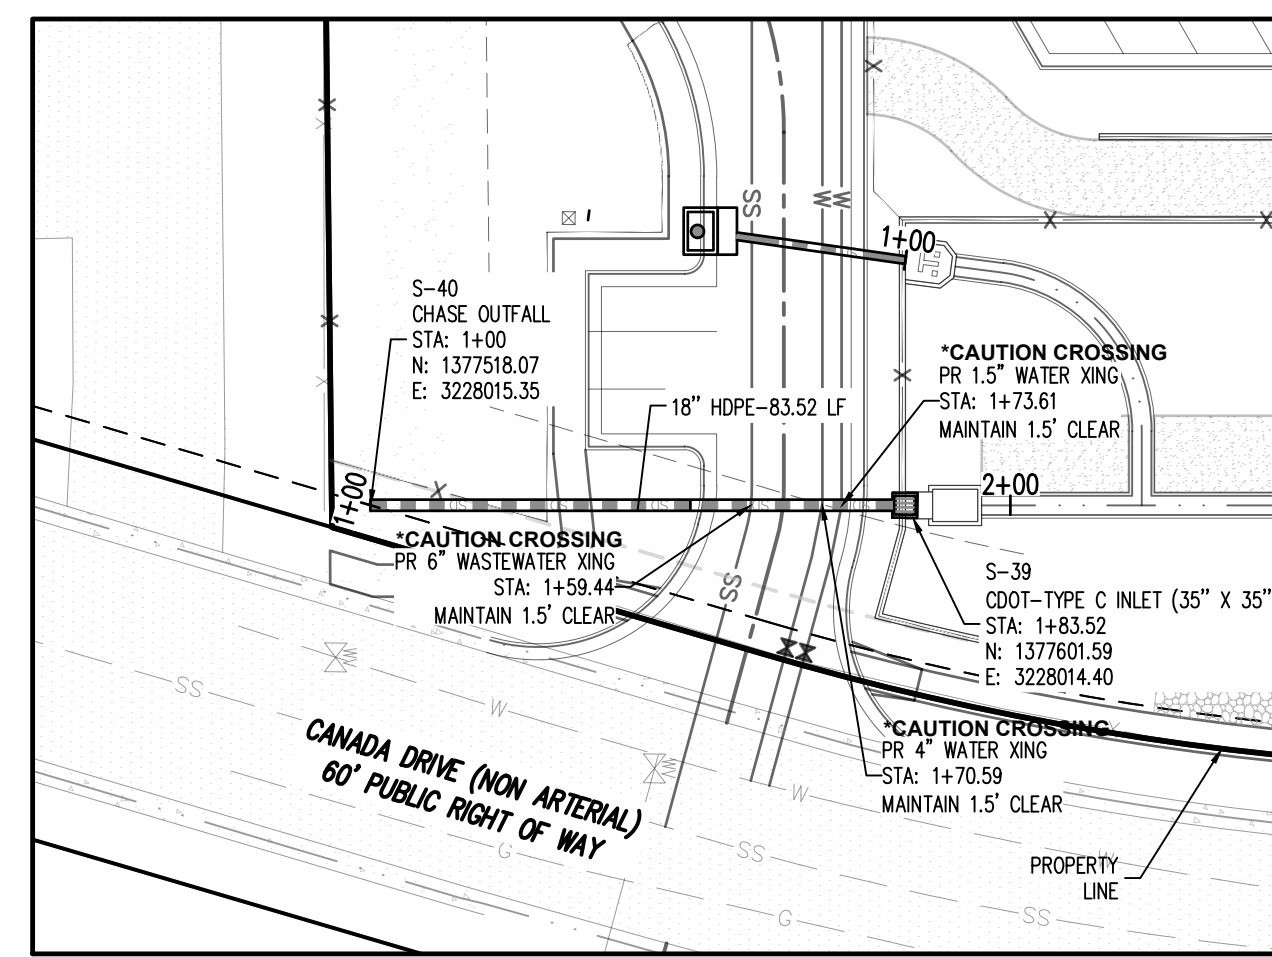 SS
W
W
I
1+00
S-40
CHASE OUTFALL
STA: 1+00
N: 1377518.07
E: 3228015.35
*CAUTION CROSSING
PR 1.5" WATER XING
STA: 1+73.61
MAINTAIN 1.5' CLEAR
18" HDPE-83.52 LF
1+00
2+00
SD
SD
SD
SD
*CAUTION CROSSING
PR 6" WASTEWATER XING
STA: 1+59.44
MAINTAIN 1.5' CLEAR
SS
S-39
CDOT-TYPE C INLET (35" X 35"
STA: 1+83.52
N: 1377601.59
E: 3228014.40
SS
W
CANADA DRIVE (NON ARTERIAL)
60' PUBLIC RIGHT OF WAY
*CAUTION CROSSING
PR 4" WATER XING
STA: 1+70.59
MAINTAIN 1.5' CLEAR
W
G
SS
W
PROPERTY
LINE
G
SS